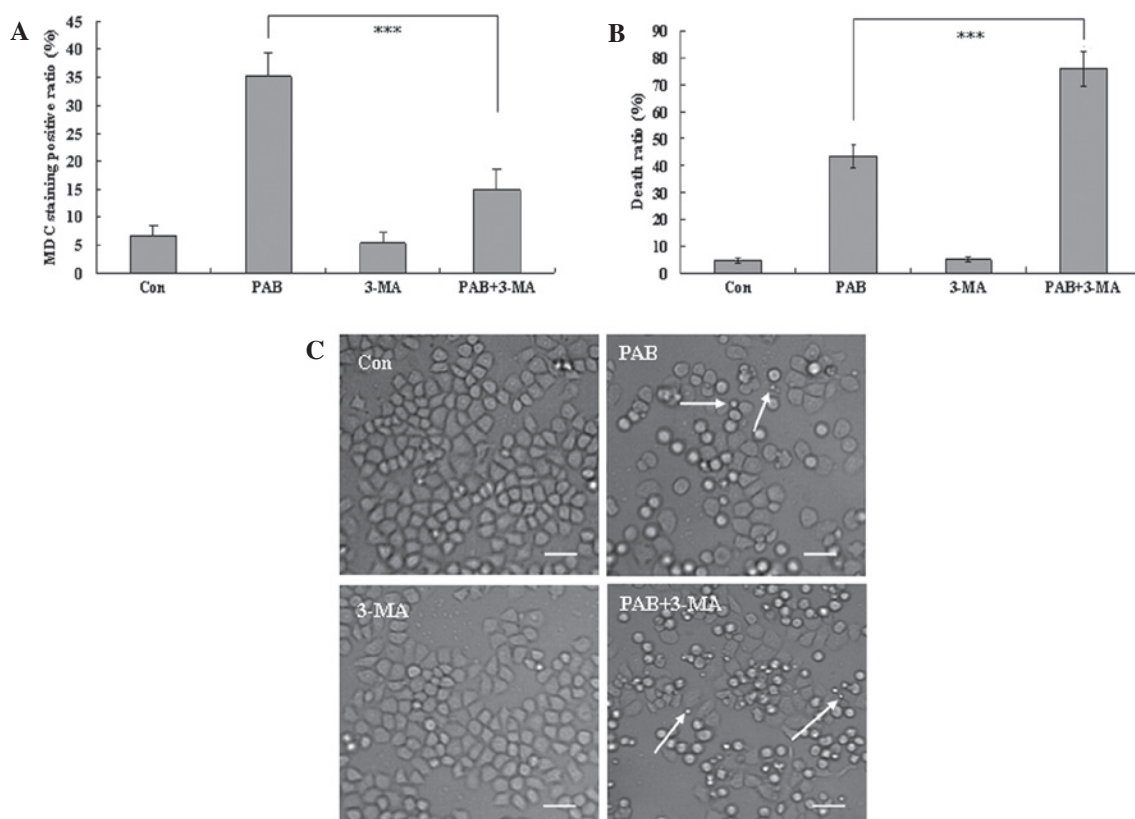 A
MDC staining positive ratio (%)
45
40
35
30
25
20
15
10
5
0
***
Con PAB 3-MA PAB+3-MA
B
Death ratio (%)
90
80
70
60
50
40
30
20
10
0
***
Con PAB 3-MA PAB+3-MA
C
Con
PAB
3-MA
PAB+3-MA